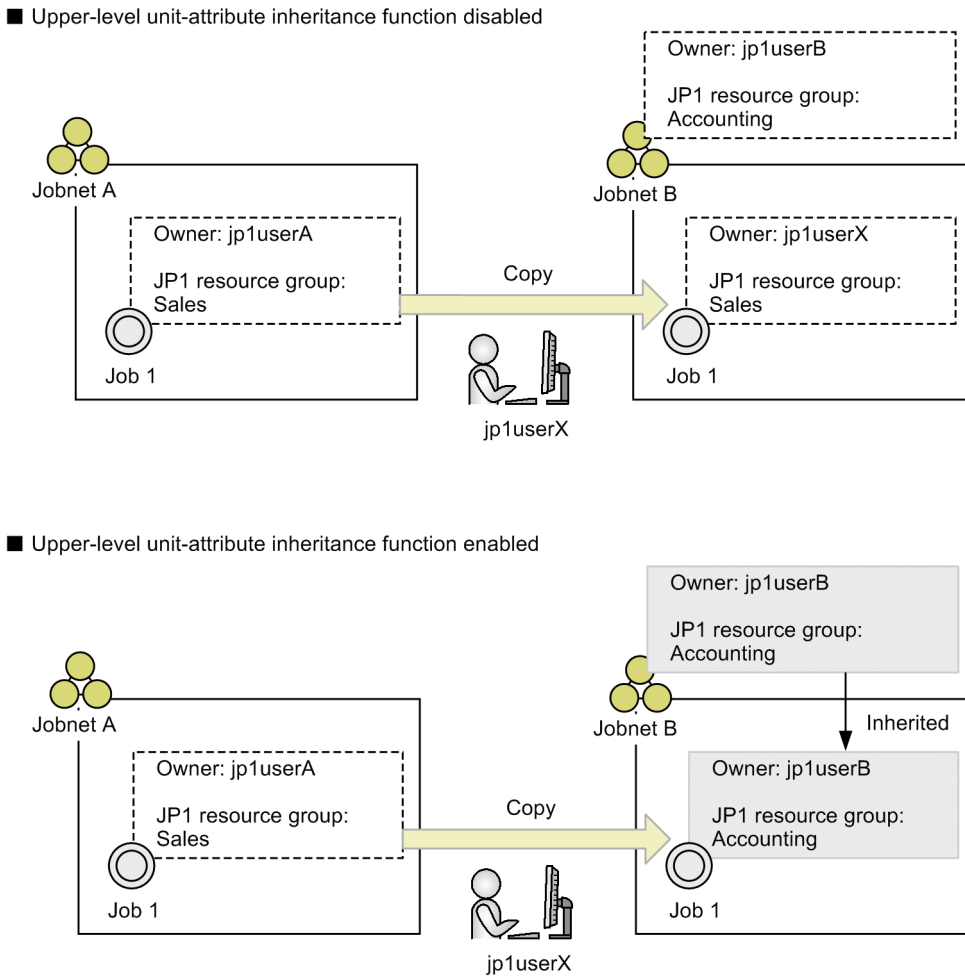 ■ Upper-level unit-attribute inheritance function disabled
Owner: jp1userB
JP1 resource group:
Accounting
Jobnet A
Jobnet B
Owner: jp1userA
JP1 resource group:
Sales
Copy
Owner: jp1userX
JP1 resource group:
Sales
Job 1
Job 1
jp1userX
■ Upper-level unit-attribute inheritance function enabled
Owner: jp1userB
JP1 resource group:
Accounting
Jobnet A
Jobnet B
Inherited
Owner: jp1userA
JP1 resource group:
Sales
Copy
Owner: jp1userB
JP1 resource group:
Accounting
Job 1
Job 1
jp1userX